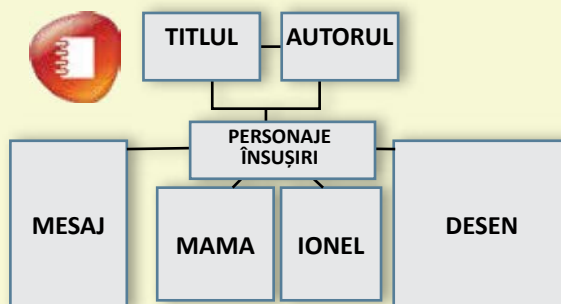 TITLUL
AUTORUL
PERSONAJE
ÎNSUȘIRI
MESAJ
MAMA
IONEL
DESEN